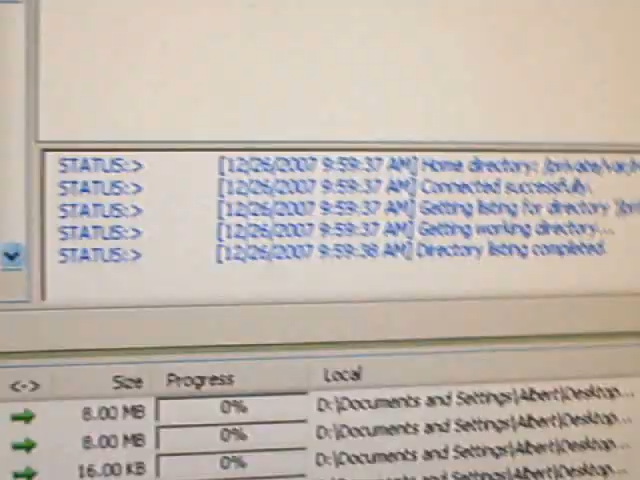 STATUS:> [12/26/2007 9:59:37 AM] Home directory: /private/var/r
STATUS:> [12/26/2007 9:59:37 AM] Connected successfully.
STATUS:> [12/26/2007 9:59:37 AM] Getting listing for directory "/pri
STATUS:> [12/26/2007 9:59:37 AM] Getting working directory...
STATUS:> [12/26/2007 9:59:38 AM] Directory listing completed.
<-> Size Progress Local
8.00 MB 0% D:\Documents and Settings\Albert\Desktop...
8.00 MB 0% D:\Documents and Settings\Albert\Desktop...
16.00 KB 0% D:\Documents and Settings\Albert\Desktop...